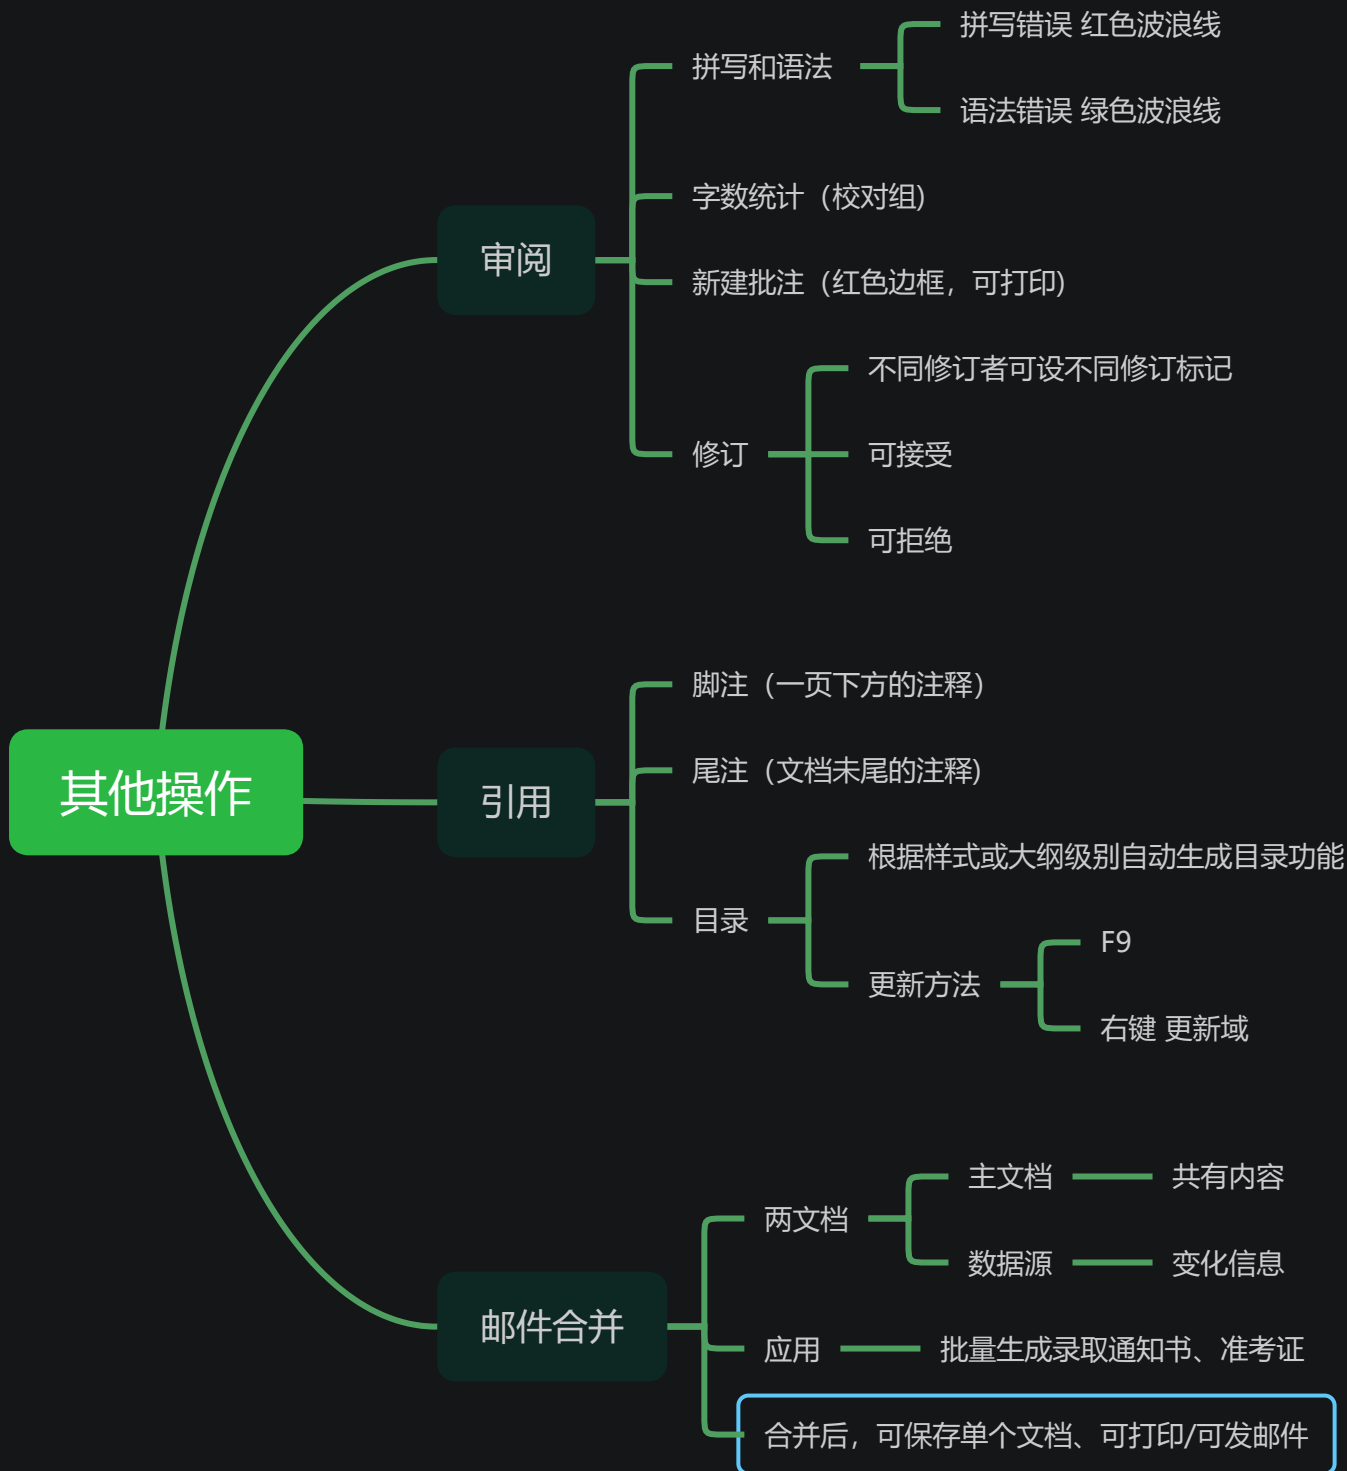 其他操作
审阅
拼写和语法
拼写错误 红色波浪线
语法错误 绿色波浪线
字数统计（校对组)
新建批注（红色边框，可打印)
修订
不同修订者可设不同修订标记
可接受
可拒绝
引用
脚注（一页下方的注释）
尾注（文档末尾的注释)
目录
根据样式或大纲级别自动生成目录功能
更新方法
F9
右键 更新域
邮件合并
两文档
主文档
共有内容
数据源
变化信息
应用
批量生成录取通知书、准考证
合并后，可保存单个文档、可打印/可发邮件